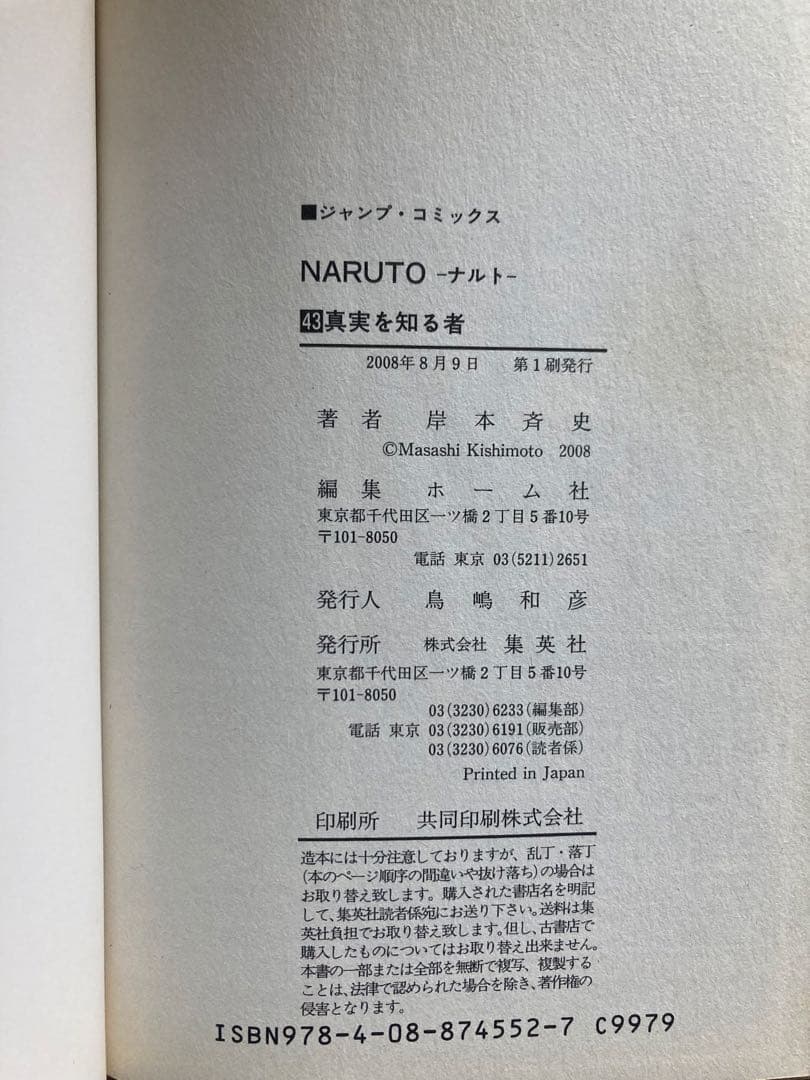 ■ジャンプ・コミックス
NARUTO -ナルト-
43真実を知る者
2008年8月9日　第1刷発行
著者　岸本斉史
©Masashi Kishimoto 2008
編集　ホーム社
東京都千代田区一ツ橋2丁目5番10号
〒101-8050
電話 東京 03(5211)2651
発行人　鳥嶋和彦
発行所　株式会社 集英社
東京都千代田区一ツ橋2丁目5番10号
〒101-8050
03(3230)6233(編集部)
電話 東京 03(3230)6191(販売部)
03(3230)6076(読者係)
Printed in Japan
印刷所　共同印刷株式会社
造本には十分注意しておりますが、乱丁・落丁
(本のページ順序の間違いや抜け落ち)の場合は
お取り替え致します。購入された書店名を明記
して、集英社読者係宛にお送り下さい。送料は集
英社負担でお取り替え致します。但し、古書店で
購入したものについてはお取り替え出来ません。
本書の一部または全部を無断で複写、複製する
ことは、法律で認められた場合を除き、著作権の
侵害となります。
ISBN978-4-08-874552-7 C9979